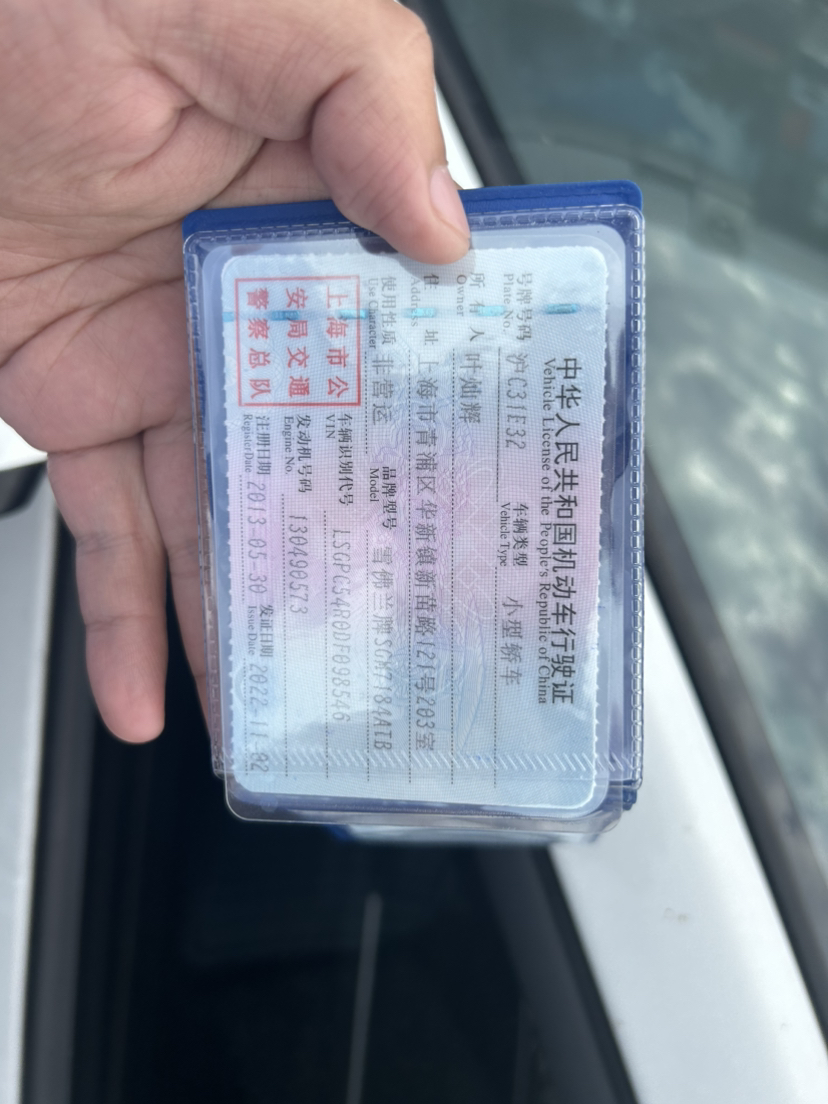 中华人民共和国机动车行驶证
Vehicle License of the People's Republic of China
号牌号码 沪C31E32 车辆类型 小型轿车
Plate No. Vehicle Type
所有人 叶灿辉
Owner
住址 上海市青浦区华新镇新苗路121号203室
Address
使用性质 非营运 品牌型号 雪佛兰牌SGM7184ATB
Use Character Model
上海市公
安局交通
警察总队
车辆识别代号 LSGPC54R0DF098546
VIN
发动机号码 130490573
Engine No.
注册日期 2013-05-30 发证日期 2022-11-02
Register Date Issue Date